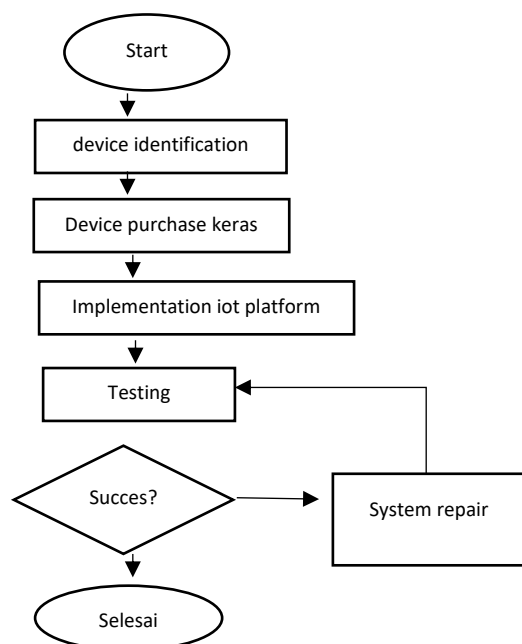 Start
device identification
Device purchase keras
Implementation iot platform
Testing
Succes?
System repair
Selesai